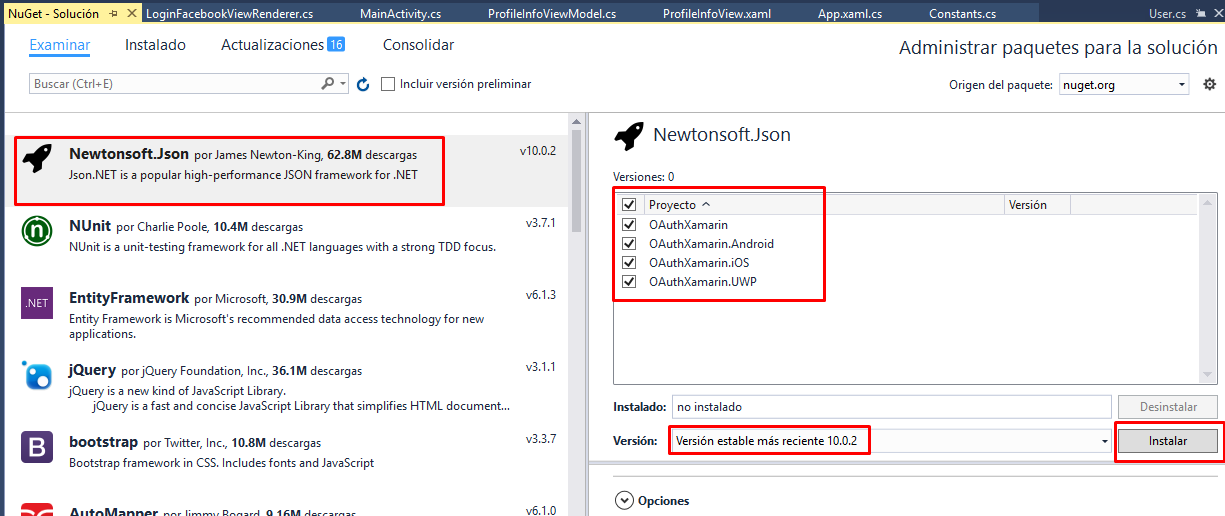 NuGet - Solución
LoginFacebookViewRenderer.cs
MainActivity.cs
ProfileInfoViewModel.cs
ProfileInfoView.xaml
App.xaml.cs
Constants.cs
User.cs
Examinar
Instalado
Actualizaciones 16
Consolidar
Administrar paquetes para la solución
Buscar (Ctrl+E)
Incluir versión preliminar
Origen del paquete: nuget.org
Newtonsoft.Json por James Newton-King, 62.8M descargas
v10.0.2
Json.NET is a popular high-performance JSON framework for .NET
NUnit por Charlie Poole, 10.4M descargas
v3.7.1
NUnit is a unit-testing framework for all .NET languages with a strong TDD focus.
.NET
EntityFramework por Microsoft, 30.9M descargas
v6.1.3
Entity Framework is Microsoft's recommended data access technology for new
applications.
jQuery por jQuery Foundation, Inc., 36.1M descargas
v3.1.1
jQuery is a new kind of JavaScript Library.
jQuery is a fast and concise JavaScript Library that simplifies HTML document...
B
bootstrap por Twitter, Inc., 10.8M descargas
v3.3.7
Bootstrap framework in CSS. Includes fonts and JavaScript
AutoMapper por Jimmy Bogard, 9.16M descargas
v6.1.0
Newtonsoft.Json
Versiones: 0
Proyecto
Versión
OAuthXamarin
OAuthXamarin.Android
OAuthXamarin.iOS
OAuthXamarin.UWP
Instalado: no instalado
Desinstalar
Versión: Versión estable más reciente 10.0.2
Instalar
Opciones